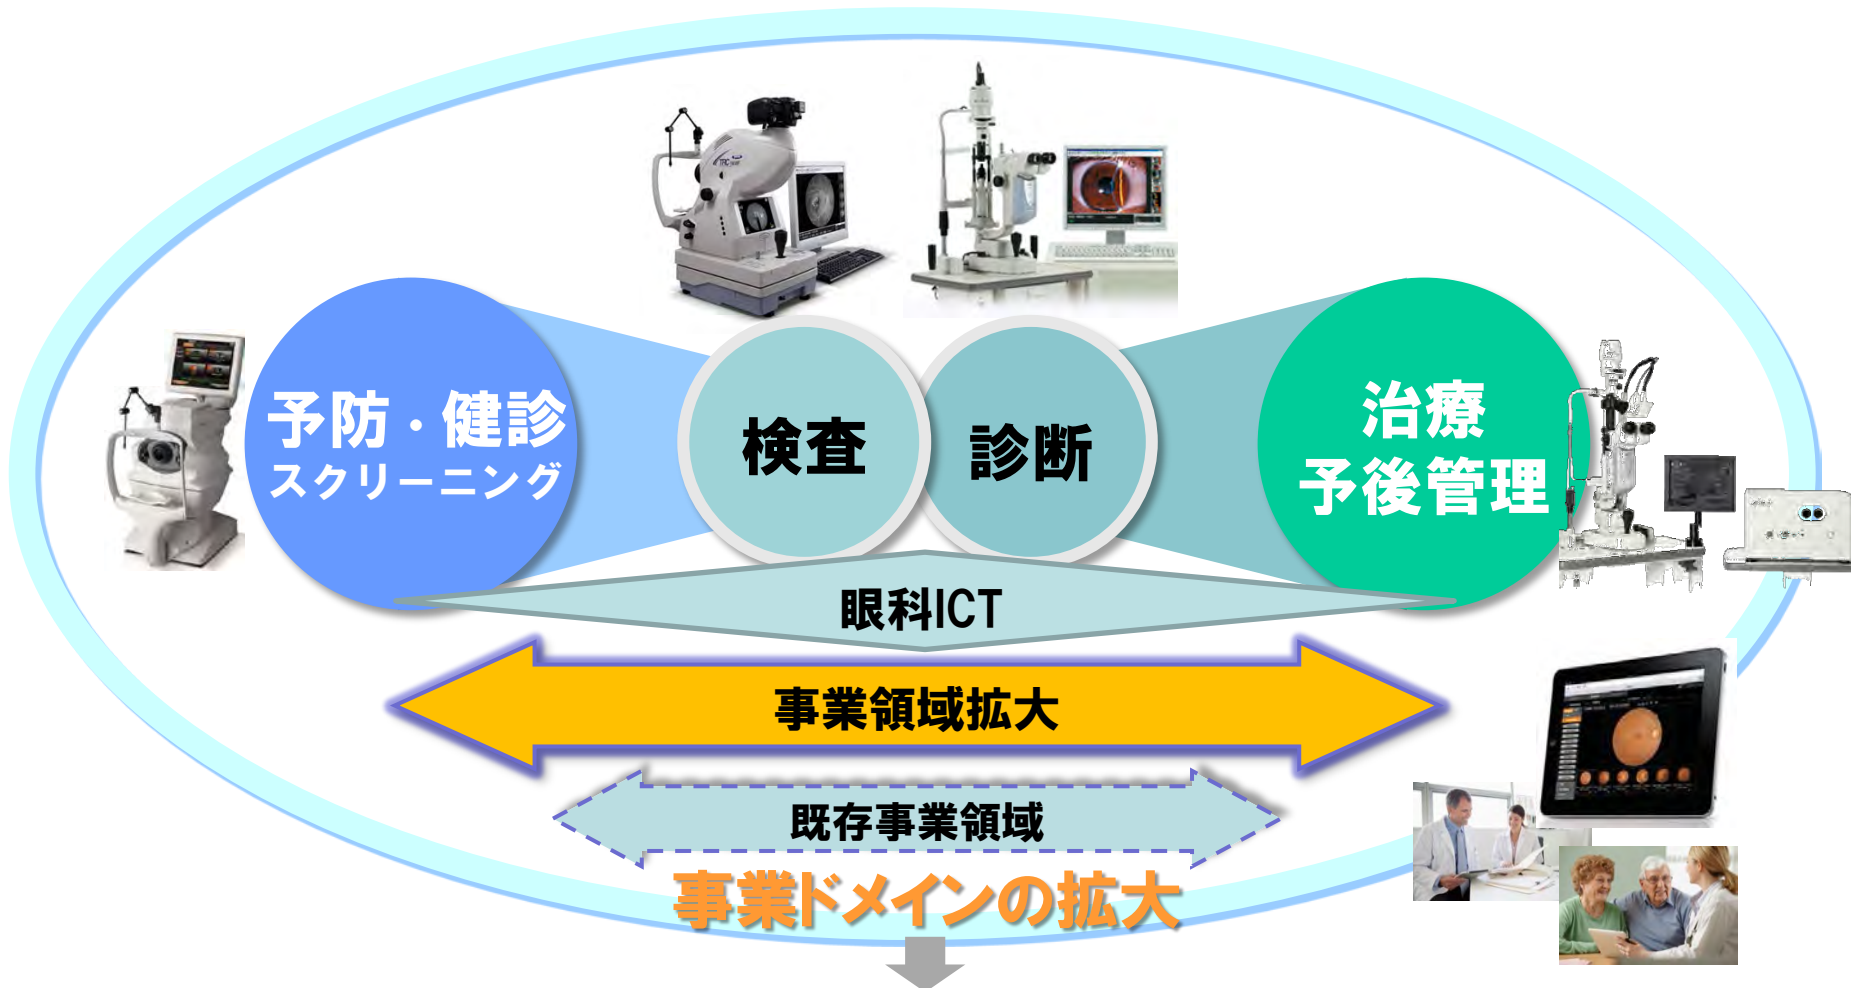 TRC
予防・健診
スクリーニング
検査
診断
治療
予後管理
眼科ICT
事業領域拡大
既存事業領域
事業ドメインの拡大